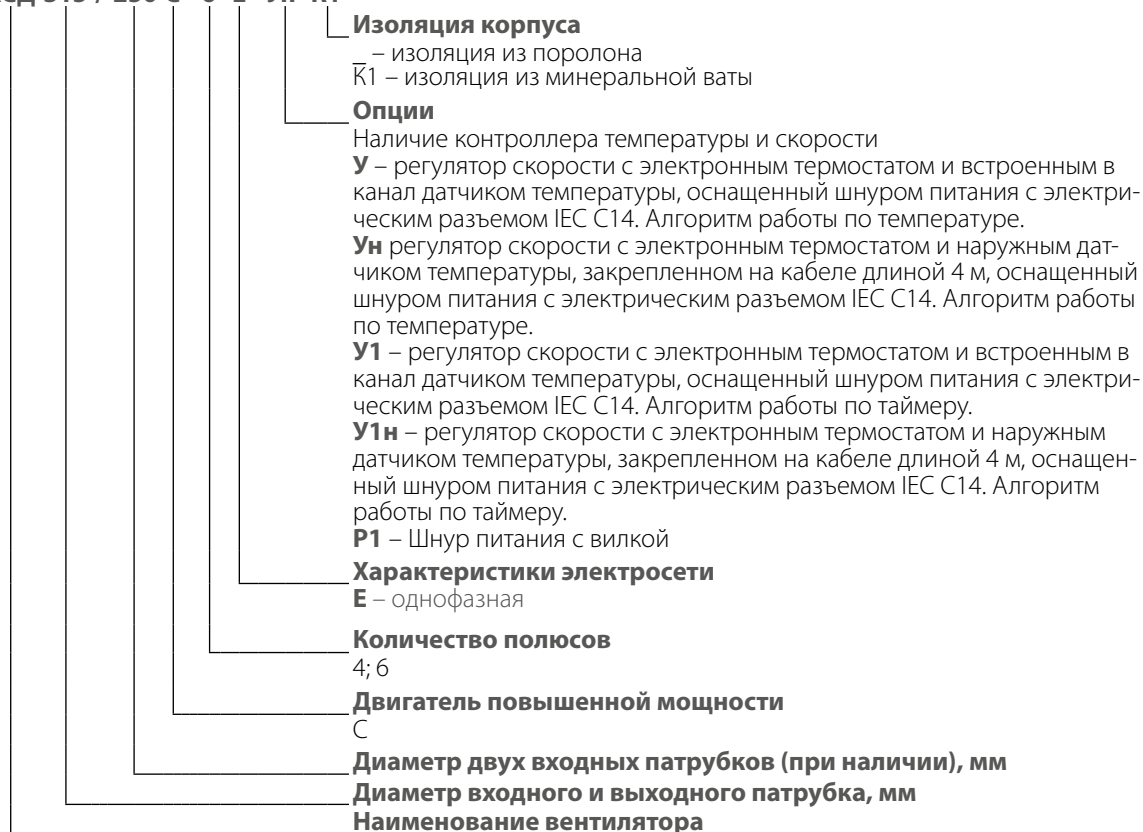 Изоляция корпуса
_ – изоляция из поролона
К1 – изоляция из минеральной ваты
Опции
Наличие контроллера температуры и скорости
У – регулятор скорости с электронным термостатом и встроенным в
канал датчиком температуры, оснащенный шнуром питания с электри-
ческим разъемом IEC C14. Алгоритм работы по температуре.
Ун регулятор скорости с электронным термостатом и наружным дат-
чиком температуры, закрепленном на кабеле длиной 4 м, оснащенный
шнуром питания с электрическим разъемом IEC C14. Алгоритм работы
по температуре.
У1 – регулятор скорости с электронным термостатом и встроенным в
канал датчиком температуры, оснащенный шнуром питания с электри-
ческим разъемом IEC C14. Алгоритм работы по таймеру.
У1н – регулятор скорости с электронным термостатом и наружным
датчиком температуры, закрепленном на кабеле длиной 4 м, оснащен-
ный шнуром питания с электрическим разъемом IEC C14. Алгоритм
работы по таймеру.
Р1 – Шнур питания с вилкой
Характеристики электросети
Е – однофазная
Количество полюсов
4; 6
Двигатель повышенной мощности
С
Диаметр двух входных патрубков (при наличии), мм
Диаметр входного и выходного патрубка, мм
Наименование вентилятора